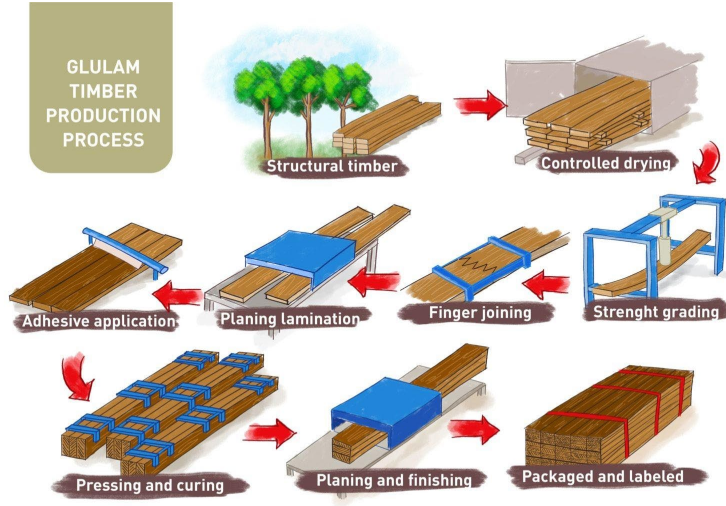 GLULAM
TIMBER
PRODUCTION
PROCESS
Structural timber
Controlled drying
Strenght grading
Finger joining
Planing lamination
Adhesive application
Pressing and curing
Planing and finishing
Packaged and labeled